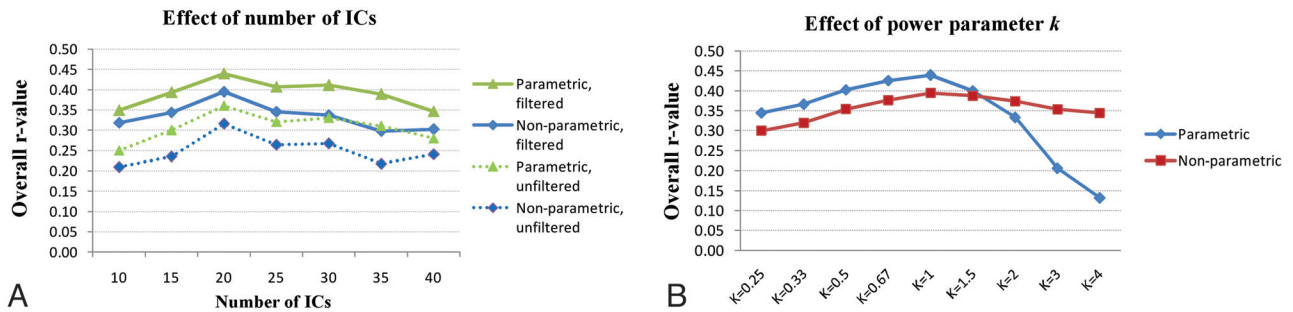 Effect of number of ICs
Overall r-value
0.50
0.45
0.40
0.35
0.30
0.25
0.20
0.15
0.10
0.05
0.00
10 15 20 25 30 35 40
Number of ICs
Parametric,
filtered
Non-parametric,
filtered
Parametric,
unfiltered
Non-parametric,
unfiltered
A
Effect of power parameter k
Overall r-value
0.50
0.45
0.40
0.35
0.30
0.25
0.20
0.15
0.10
0.05
0.00
K=0.25 K=0.33 K=0.5 K=0.67 K=1 K=1.5 K=2 K=3 K=4
Parametric
Non-parametric
B